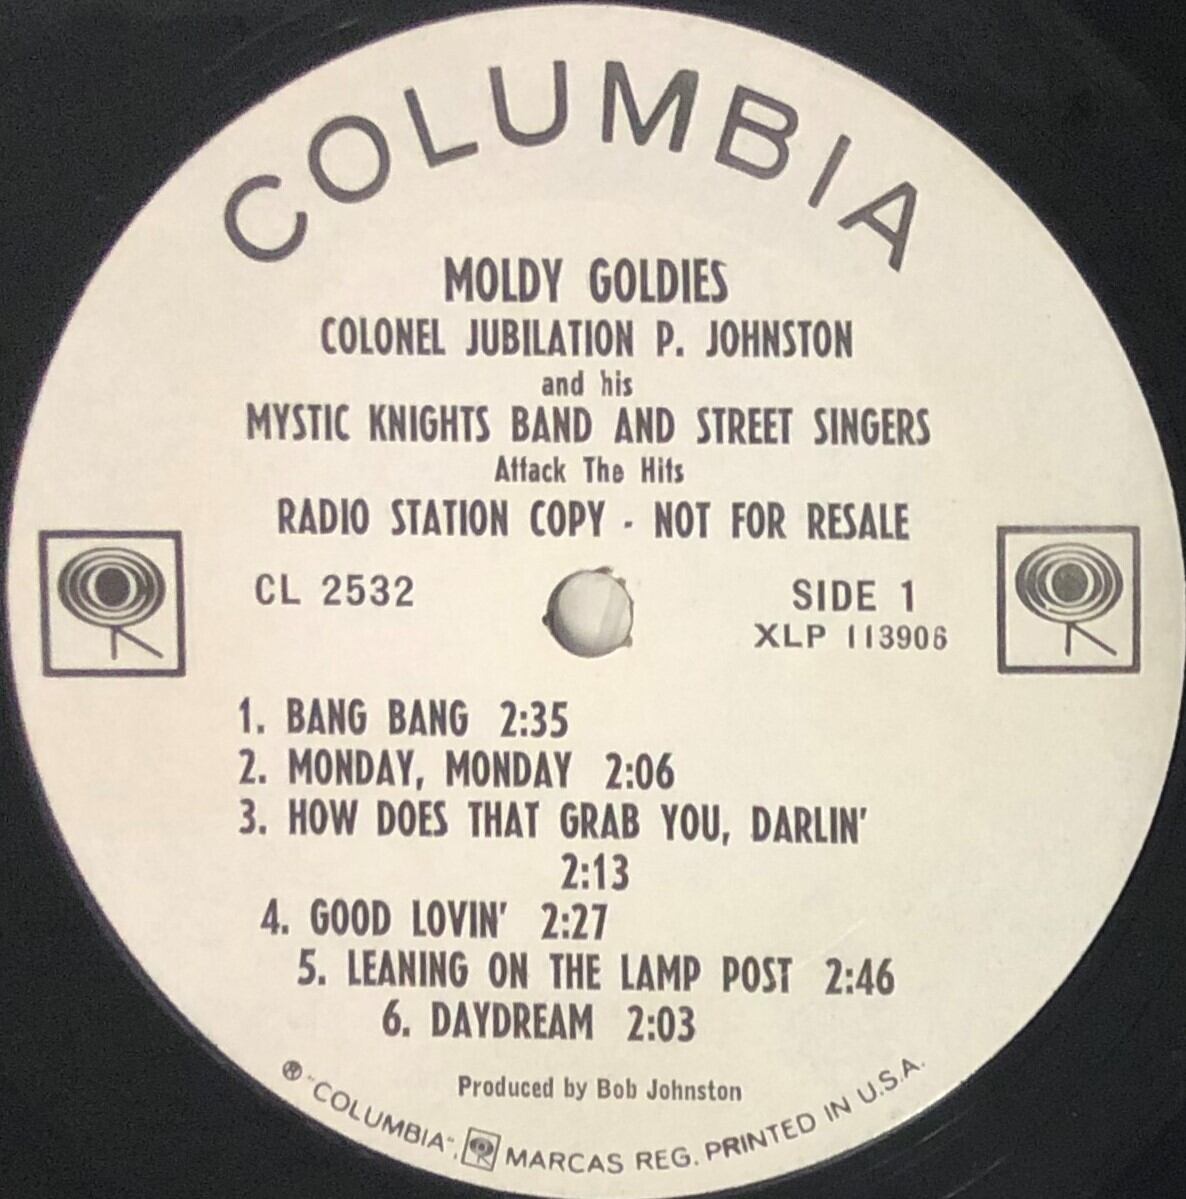 COLUMBIA
MOLDY GOLDIES
COLONEL JUBILATION P. JOHNSTON
and his
MYSTIC KNIGHTS BAND AND STREET SINGERS
Attack The Hits
RADIO STATION COPY - NOT FOR RESALE
CL 2532
SIDE 1
XLP 113906
1. BANG BANG 2:35
2. MONDAY, MONDAY 2:06
3. HOW DOES THAT GRAB YOU, DARLIN'
2:13
4. GOOD LOVIN' 2:27
5. LEANING ON THE LAMP POST 2:46
6. DAYDREAM 2:03
Produced by Bob Johnston
® "COLUMBIA", MARCAS REG. PRINTED IN U.S.A.